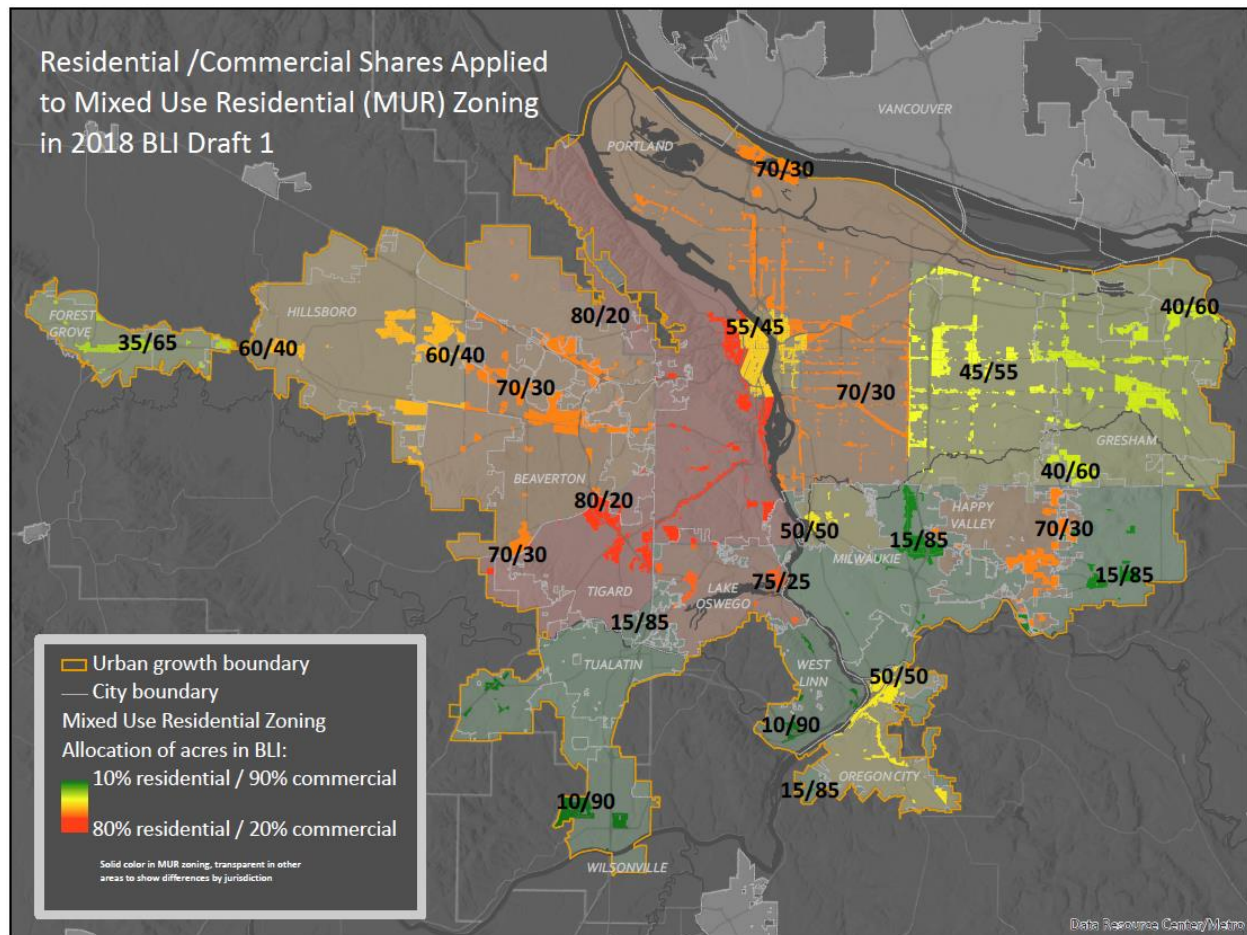 Residential /Commercial Shares Applied
to Mixed Use Residential (MUR) Zoning
in 2018 BLI Draft 1
VANCOUVER
PORTLAND
70/30
40/60
HILLSBORO
80/20
FOREST
GROVE
35/65
60/40
60/40
55/45
45/55
70/30
70/30
GRESHAM
BEAVERTON
40/60
80/20
HAPPY
VALLEY
50/50
70/30
70/30
15/85
MILWAUKIE
75/25
15/85
TIGARD
LAKE
OSWEGO
15/85
TUALATIN
WEST
LINN
50/50
10/90
OREGON CITY
15/85
10/90
WILSONVILLE
Urban growth boundary
City boundary
Mixed Use Residential Zoning
Allocation of acres in BLI:
10% residential / 90% commercial
80% residential / 20% commercial
Solid color in MUR zoning, transparent in other
areas to show differences by jurisdiction
Data Resource Center/Metro